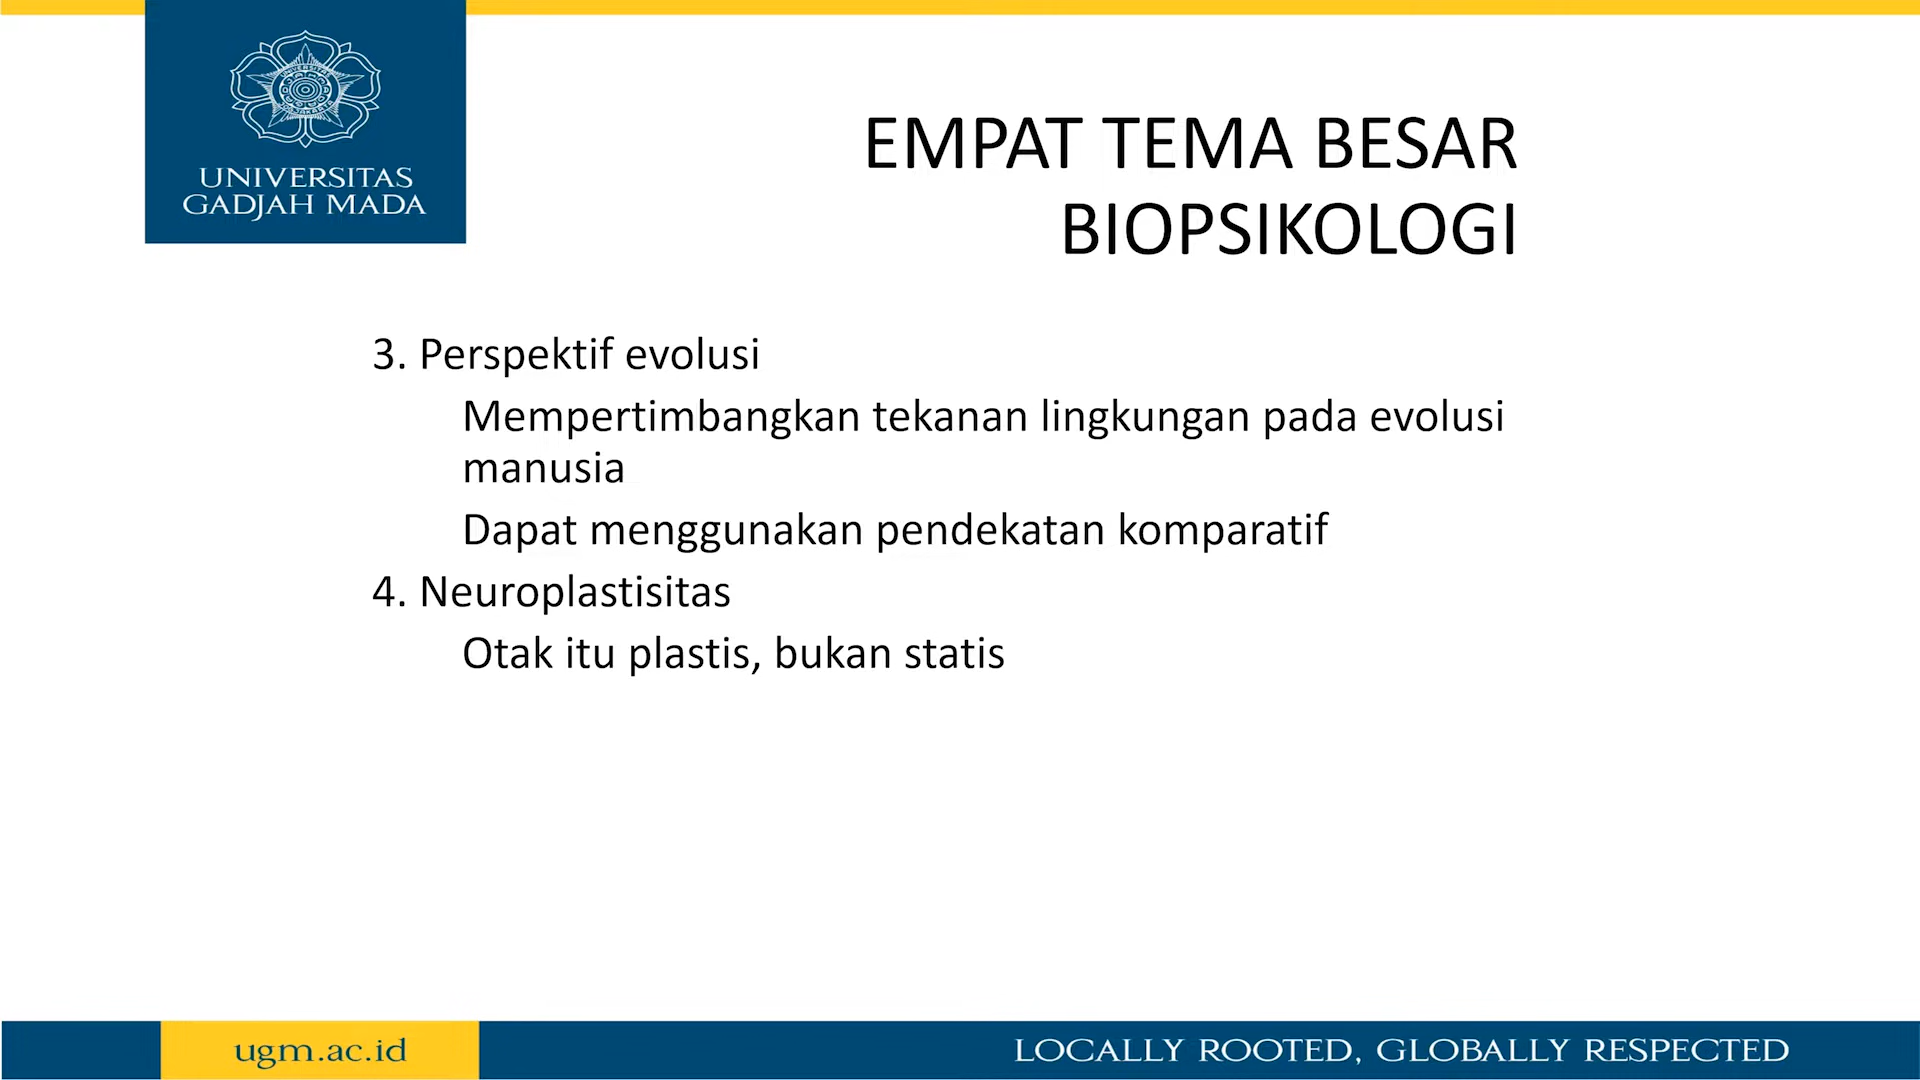 UNIVERSITAS
GADJAH MADA
EMPAT TEMA BESAR
BIOPSIKOLOGI
3. Perspektif evolusi
Mempertimbangkan tekanan lingkungan pada evolusi
manusia
Dapat menggunakan pendekatan komparatif
4. Neuroplastisitas
Otak itu plastis, bukan statis
ugm.ac.id
LOCALLY ROOTED, GLOBALLY RESPECTED